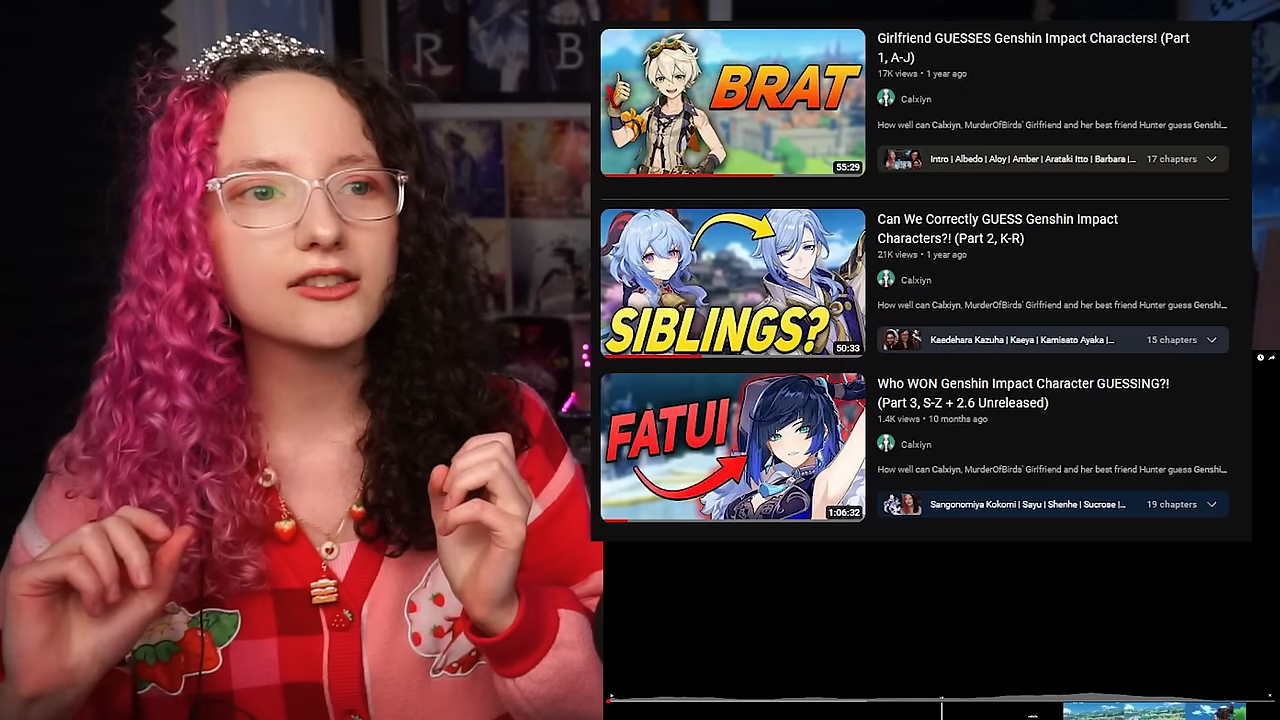 R
B
BRAT
55:29
Girlfriend GUESSES Genshin Impact Characters! (Part
1, A-J)
17K views • 1 year ago
Calxiyn
How well can Calxiyn, MurderOfBirds' Girlfriend and her best friend Hunter guess Genshi...
Intro | Albedo | Aloy | Amber | Arataki Itto | Barbara |... 17 chapters
SIBLINGS?
50:33
Can We Correctly GUESS Genshin Impact
Characters?! (Part 2, K-R)
21K views • 1 year ago
Calxiyn
How well can Calxiyn, MurderOfBirds' Girlfriend and her best friend Hunter guess Genshi...
Kaedehara Kazuha | Kaeya | Kamisato Ayaka |... 15 chapters
FATUI
1:06:32
Who WON Genshin Impact Character GUESSING?!
(Part 3, S-Z + 2.6 Unreleased)
1.4K views • 10 months ago
Calxiyn
How well can Calxiyn, MurderOfBirds' Girlfriend and her best friend Hunter guess Genshi...
Sangonomiya Kokomi | Sayu | Shenhe | Sucrose |... 19 chapters